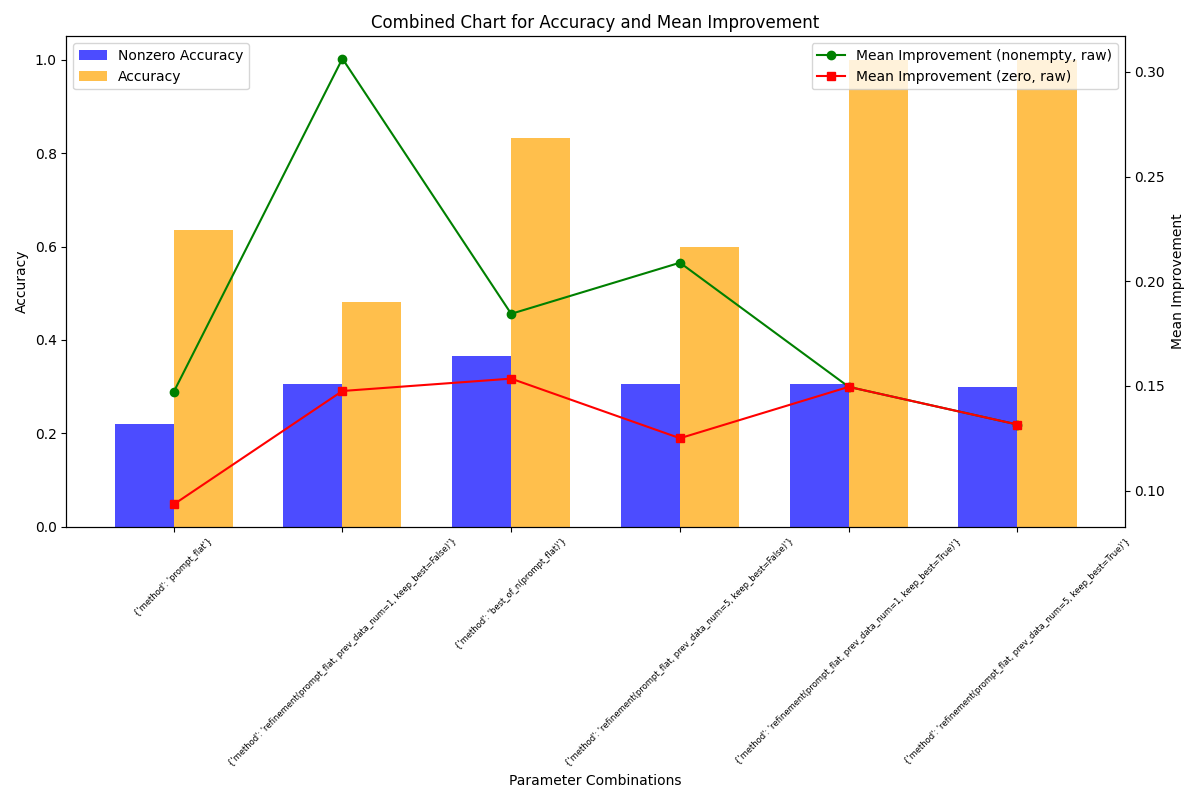 Combined Chart for Accuracy and Mean Improvement
Nonzero Accuracy
Accuracy
Mean Improvement (nonempty, raw)
Mean Improvement (zero, raw)
Accuracy
1.0
0.8
0.6
0.4
0.2
0.0
0.30
0.25
0.20
0.15
0.10
Mean Improvement
{'method': 'prompt_flat'}
{'method': 'refinement(prompt_flat, prev_data_num=1, keep_best=False)'}
{'method': 'best_of_n(prompt_flat)'}
{'method': 'refinement(prompt_flat, prev_data_num=5, keep_best=False)'}
{'method': 'refinement(prompt_flat, prev_data_num=1, keep_best=True)'}
{'method': 'refinement(prompt_flat, prev_data_num=5, keep_best=True)'}
Parameter Combinations